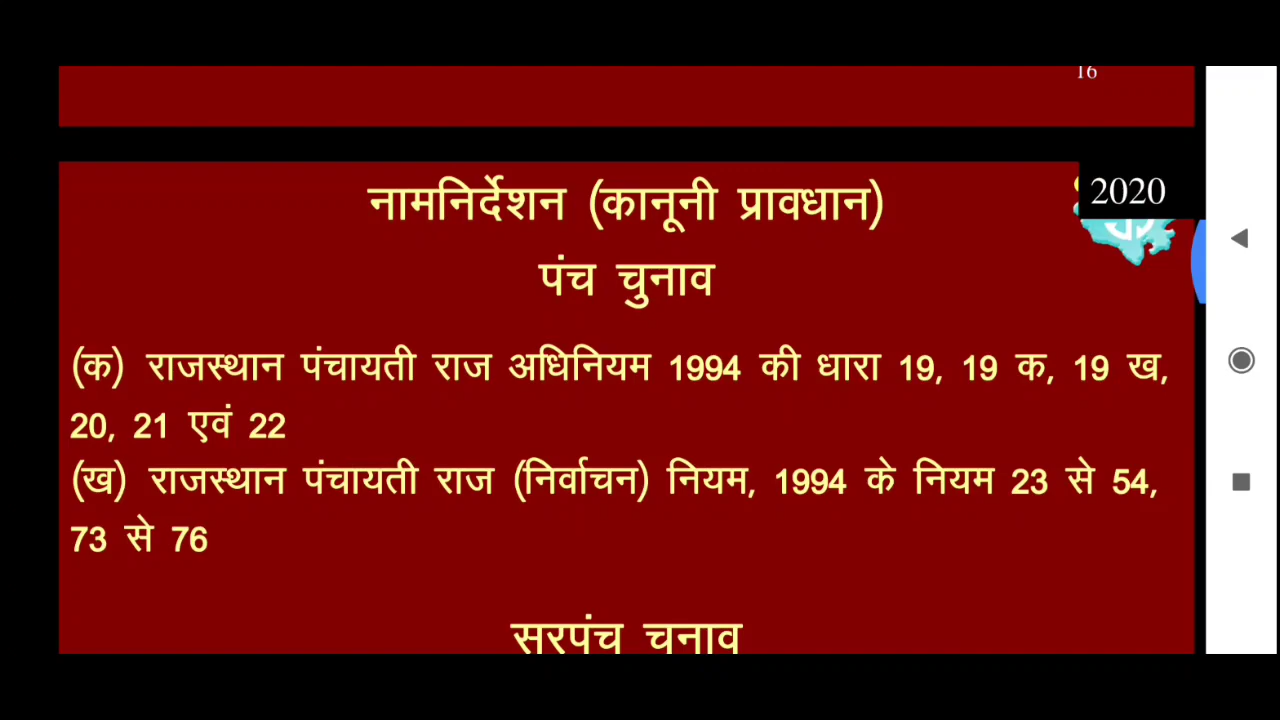 16
2020
नामनिर्देशन (कानूनी प्रावधान)
पंच चुनाव
(क) राजस्थान पंचायती राज अधिनियम 1994 की धारा 19, 19 क, 19 ख,
20, 21 एवं 22
(ख) राजस्थान पंचायती राज (निर्वाचन) नियम, 1994 के नियम 23 से 54,
73 से 76
सरपंच चुनाव